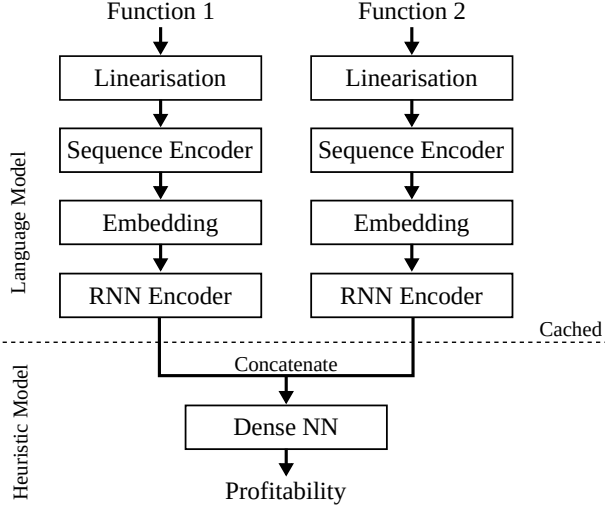 Function 1
Function 2
Linearisation
Linearisation
Sequence Encoder
Sequence Encoder
Embedding
Embedding
RNN Encoder
RNN Encoder
Language Model
Cached
Concatenate
Dense NN
Profitability
Heuristic Model